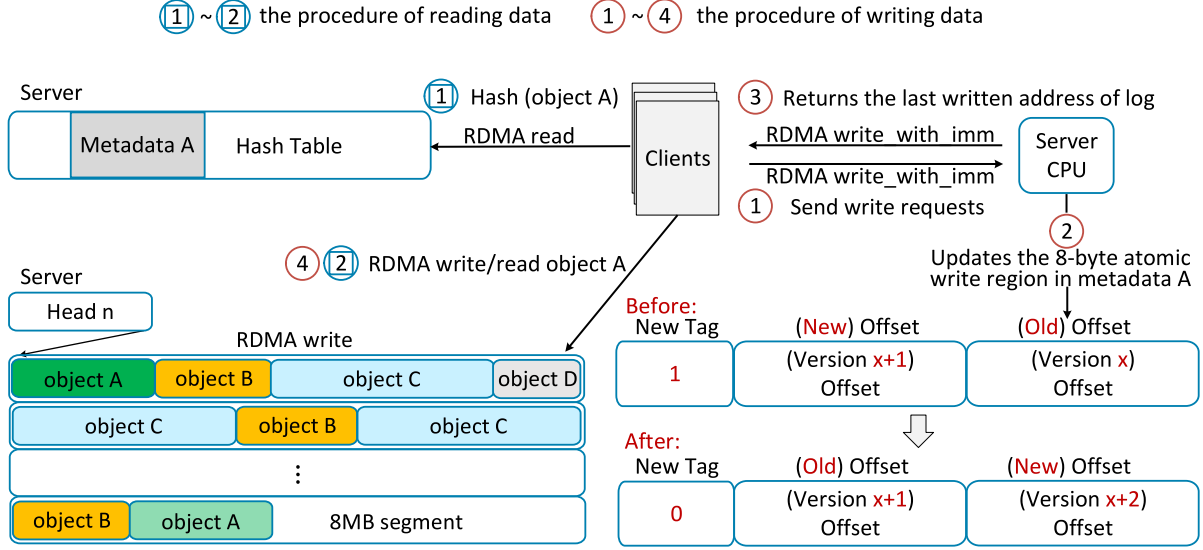 1 ~ 2 the procedure of reading data
1 ~ 4 the procedure of writing data
Server
Metadata A
Hash Table
1 Hash (object A)
RDMA read
Clients
3 Returns the last written address of log
RDMA write_with_imm
RDMA write_with_imm
1 Send write requests
Server
CPU
2
Updates the 8-byte atomic
write region in metadata A
4 2 RDMA write/read object A
Server
Head n
RDMA write
object A object B object C object D
object C object B object C
⋮
object B object A 8MB segment
Before:
New Tag (New) Offset (Old) Offset
1
(Version x+1)
Offset
(Version x)
Offset
After:
New Tag (Old) Offset (New) Offset
0
(Version x+1)
Offset
(Version x+2)
Offset